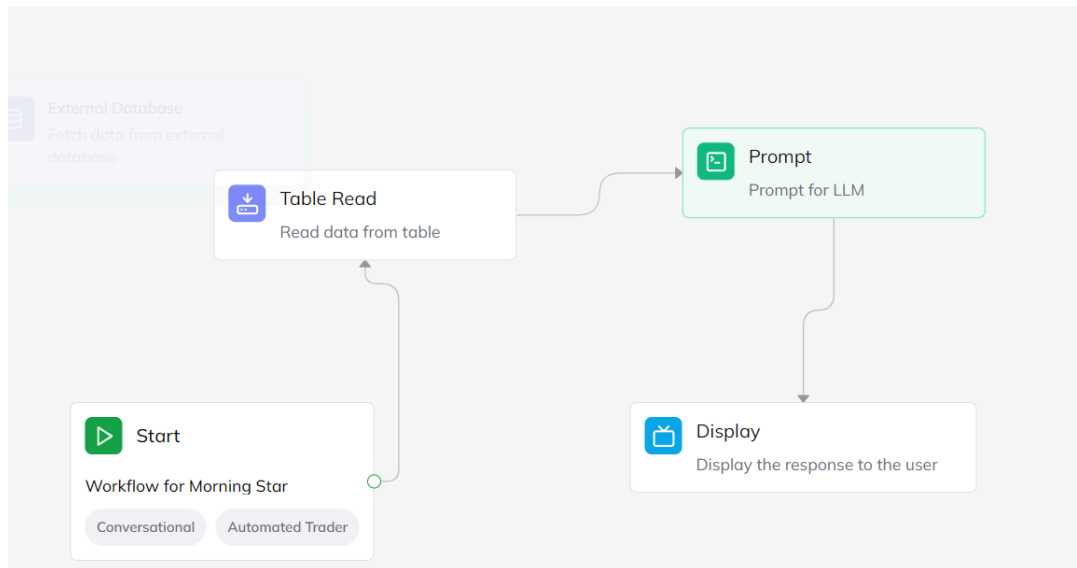 External Database
Fetch data from external
database
Table Read
Read data from table
Prompt
Prompt for LLM
Start
Workflow for Morning Star
Conversational
Automated Trader
Display
Display the response to the user